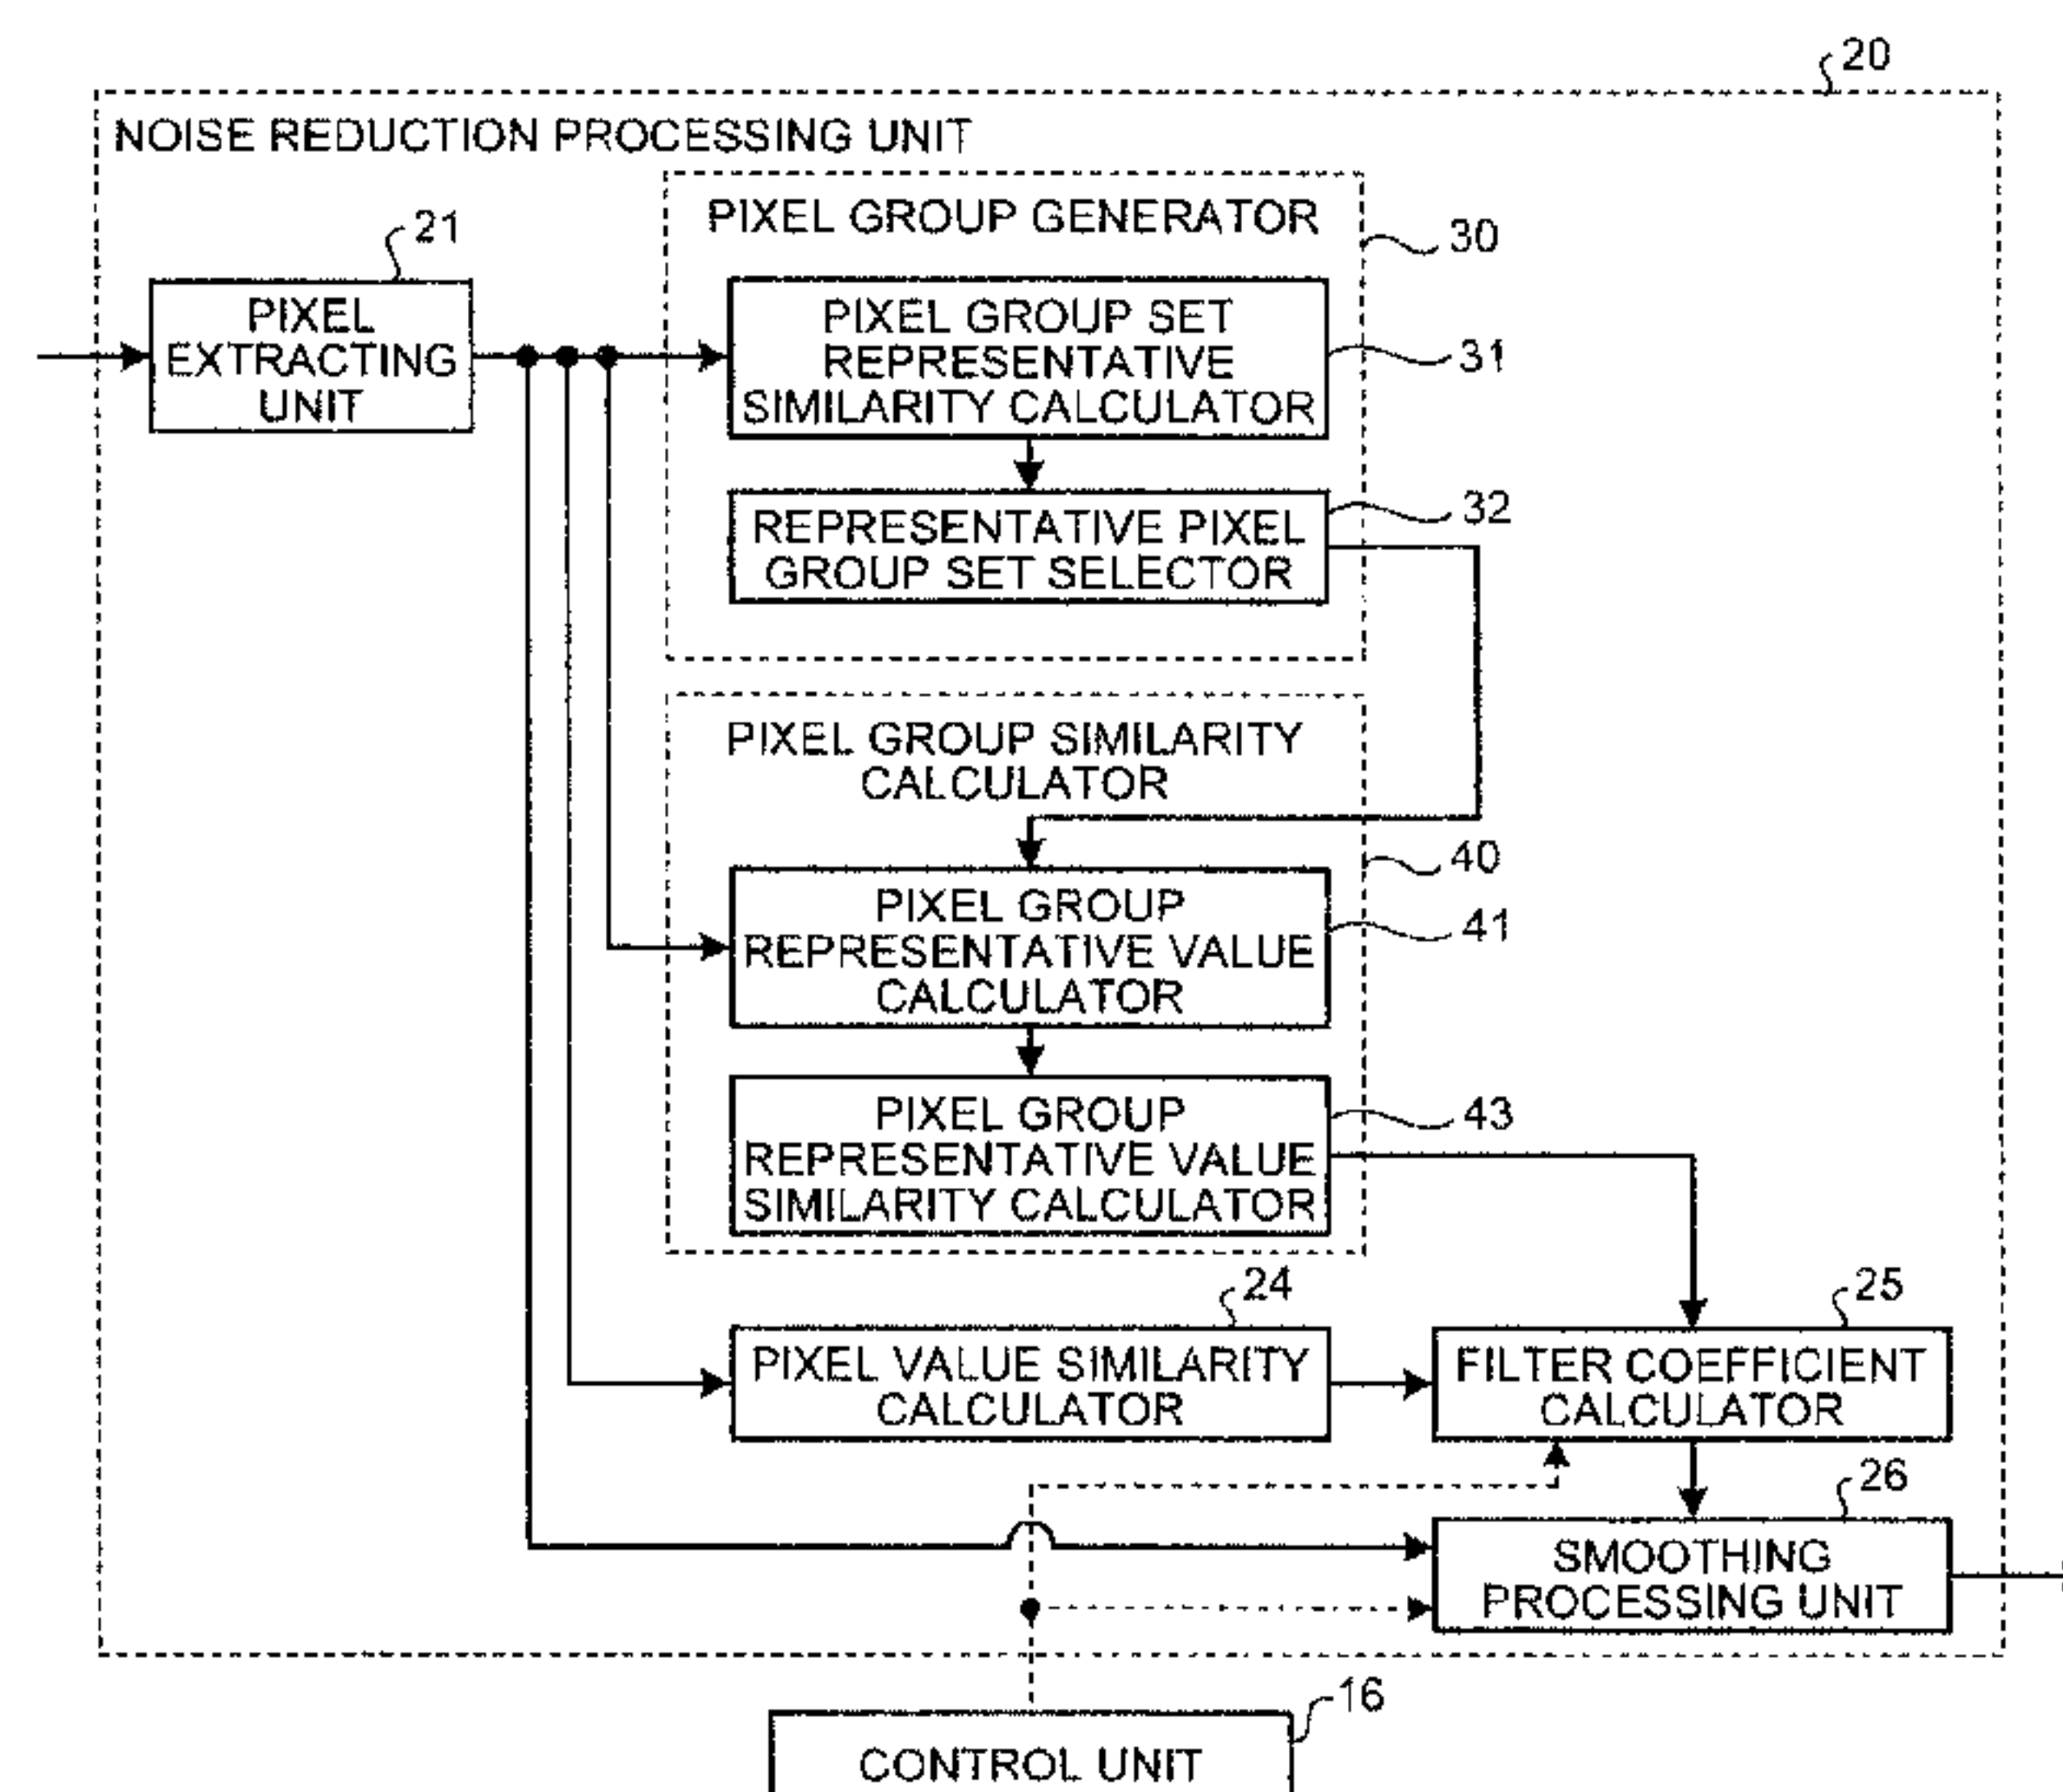 20
NOISE REDUCTION PROCESSING UNIT
21
PIXEL
EXTRACTING
UNIT
PIXEL GROUP GENERATOR
30
PIXEL GROUP SET
REPRESENTATIVE
SIMILARITY CALCULATOR
31
REPRESENTATIVE PIXEL
GROUP SET SELECTOR
32
PIXEL GROUP SIMILARITY
CALCULATOR
40
PIXEL GROUP
REPRESENTATIVE VALUE
CALCULATOR
41
PIXEL GROUP
REPRESENTATIVE VALUE
SIMILARITY CALCULATOR
43
24
PIXEL VALUE SIMILARITY
CALCULATOR
25
FILTER COEFFICIENT
CALCULATOR
26
SMOOTHING
PROCESSING UNIT
16
CONTROL UNIT